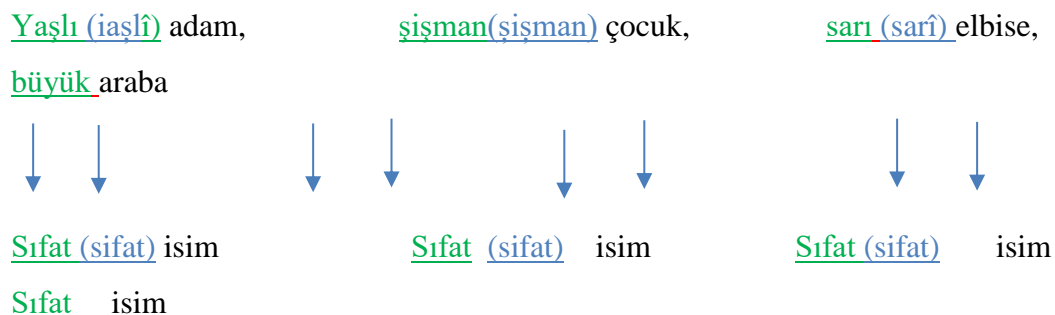 Yaşlı (iaşlî) adam, şişman(șișman) çocuk, sarı (sarî) elbise,
büyük araba
Sıfat (sifat) isim Sıfat (sifat) isim Sıfat (sifat) isim
Sıfat isim